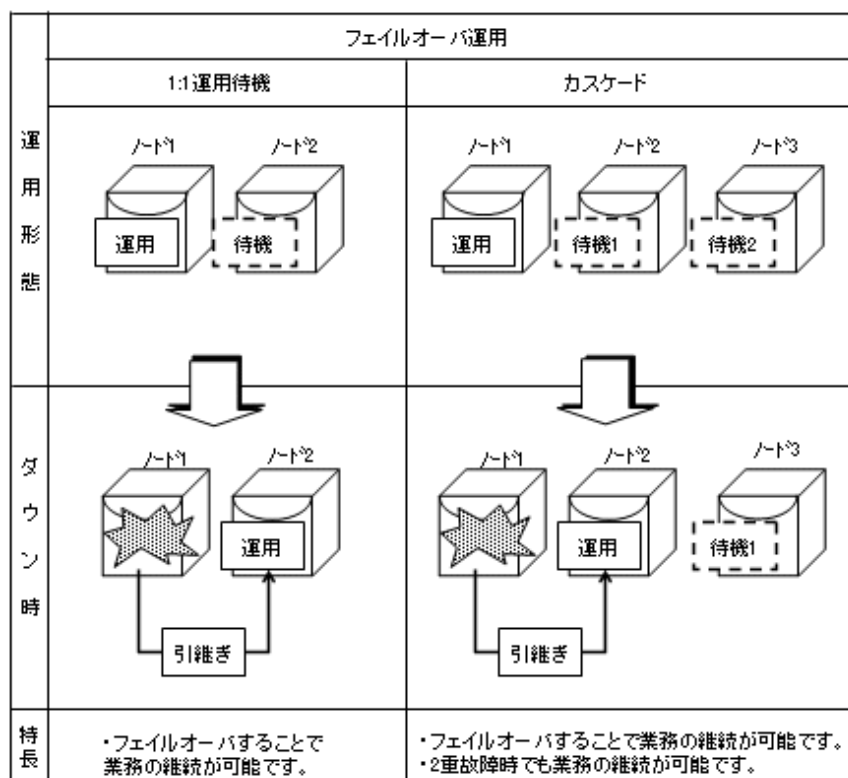 フェイルオーバ運用
1:1運用待機
カスケード
運用形態
ノード1
ノード2
運用
待機
ノード1
ノード2
ノード3
運用
待機1
待機2
ダウン時
ノード1
ノード2
運用
引継ぎ
ノード1
ノード2
ノード3
運用
待機1
引継ぎ
特長
・フェイルオーバすることで
業務の継続が可能です。
・フェイルオーバすることで業務の継続が可能です。
・2重故障時でも業務の継続が可能です。